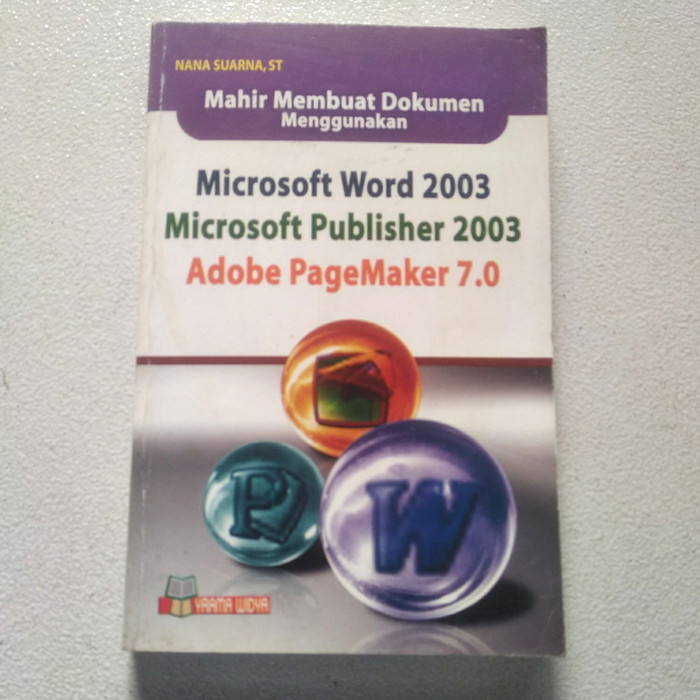 NANA SUARNA, ST
Mahir Membuat Dokumen
Menggunakan
Microsoft Word 2003
Microsoft Publisher 2003
Adobe PageMaker 7.0
P
W
YRAMA WIDYA